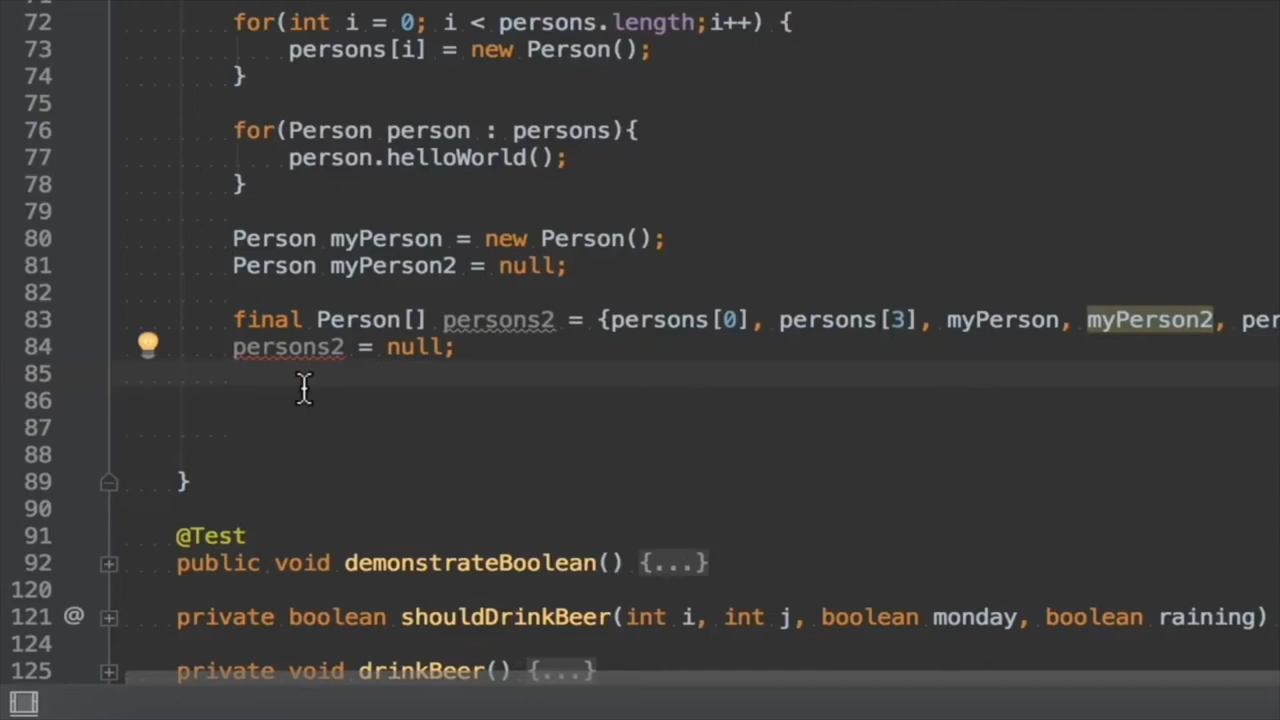 71
72 for(int i = 0; i < persons.length;i++) {
73 persons[i] = new Person();
74 }
75
76 for(Person person : persons){
77 person.helloWorld();
78 }
79
80 Person myPerson = new Person();
81 Person myPerson2 = null;
82
83 final Person[] persons2 = {persons[0], persons[3], myPerson, myPerson2, per
84 persons2 = null;
85
86
87
88
89 }
90
91 @Test
92 public void demonstrateBoolean() {...}
120
121 @ private boolean shouldDrinkBeer(int i, int j, boolean monday, boolean raining)
124
125 private void drinkBeer() {...}